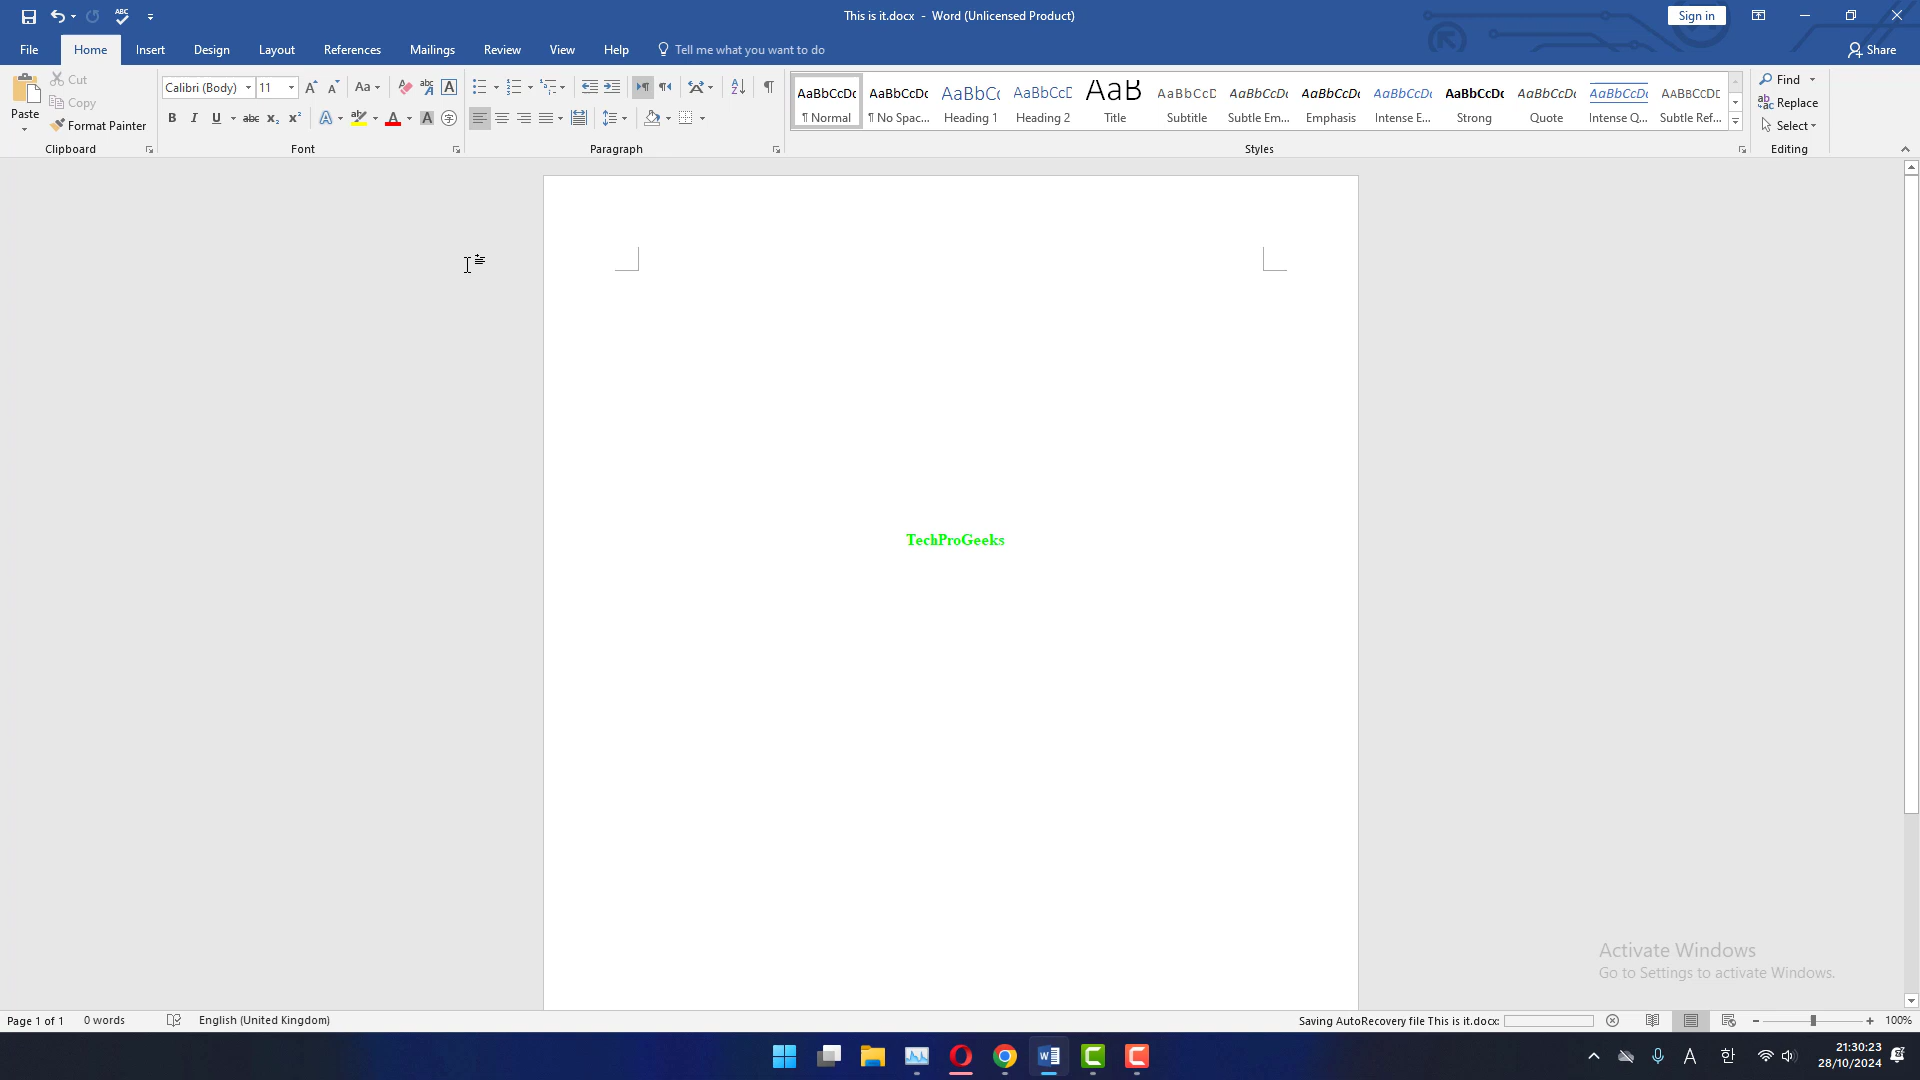 This is it.docx - Word (Unlicensed Product)
Sign in
File Home Insert Design Layout References Mailings Review View Help Tell me what you want to do
Share
Paste
Cut
Copy
Format Painter
Clipboard
Calibri (Body) 11
Font
Paragraph
AaBbCcDc AaBbCcDc AaBbCc AaBbCcD AaB AaBbCcD AaBbCcDc AaBbCcDc AaBbCcDc AaBbCcDc AaBbCcDc AaBbCcDc AABBCCDD
¶ Normal ¶ No Spac... Heading 1 Heading 2 Title Subtitle Subtle Em... Emphasis Intense E... Strong Quote Intense Q... Subtle Ref...
Styles
Find
Replace
Select
Editing
TechProGeeks
Activate Windows
Go to Settings to activate Windows.
Page 1 of 1 0 words English (United Kingdom)
Saving AutoRecovery file This is it.docx:
100%
A 한
21:30:23
28/10/2024